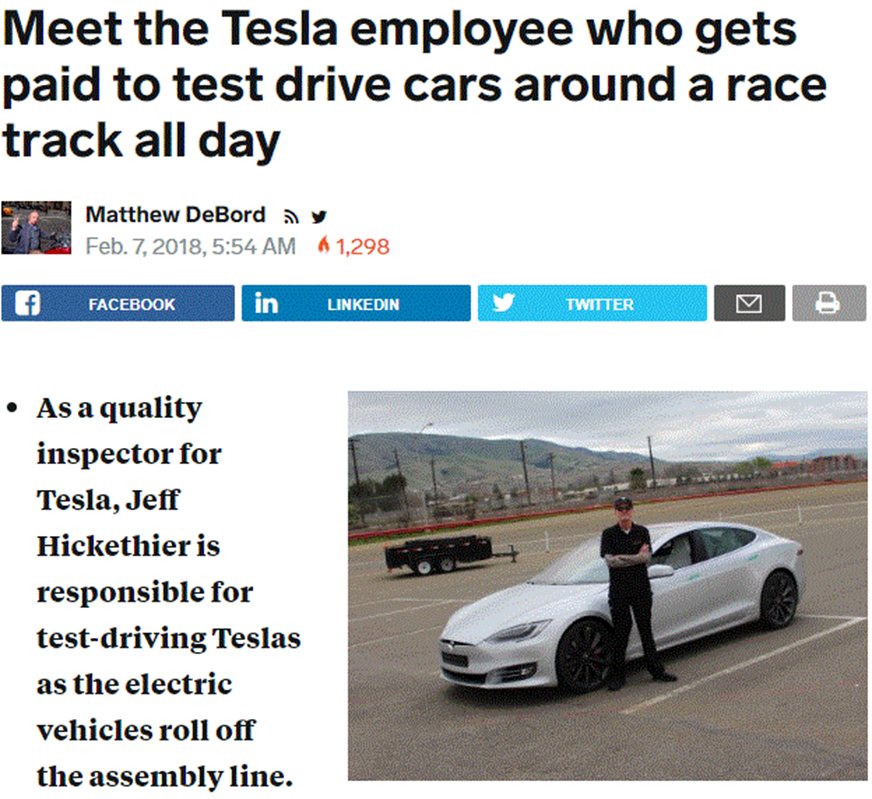 Meet the Tesla employee who gets
paid to test drive cars around a race
track all day
Matthew DeBord
Feb. 7, 2018, 5:54 AM 1,298
FACEBOOK LINKEDIN TWITTER
• As a quality
inspector for
Tesla, Jeff
Hickethier is
responsible for
test-driving Teslas
as the electric
vehicles roll off
the assembly line.